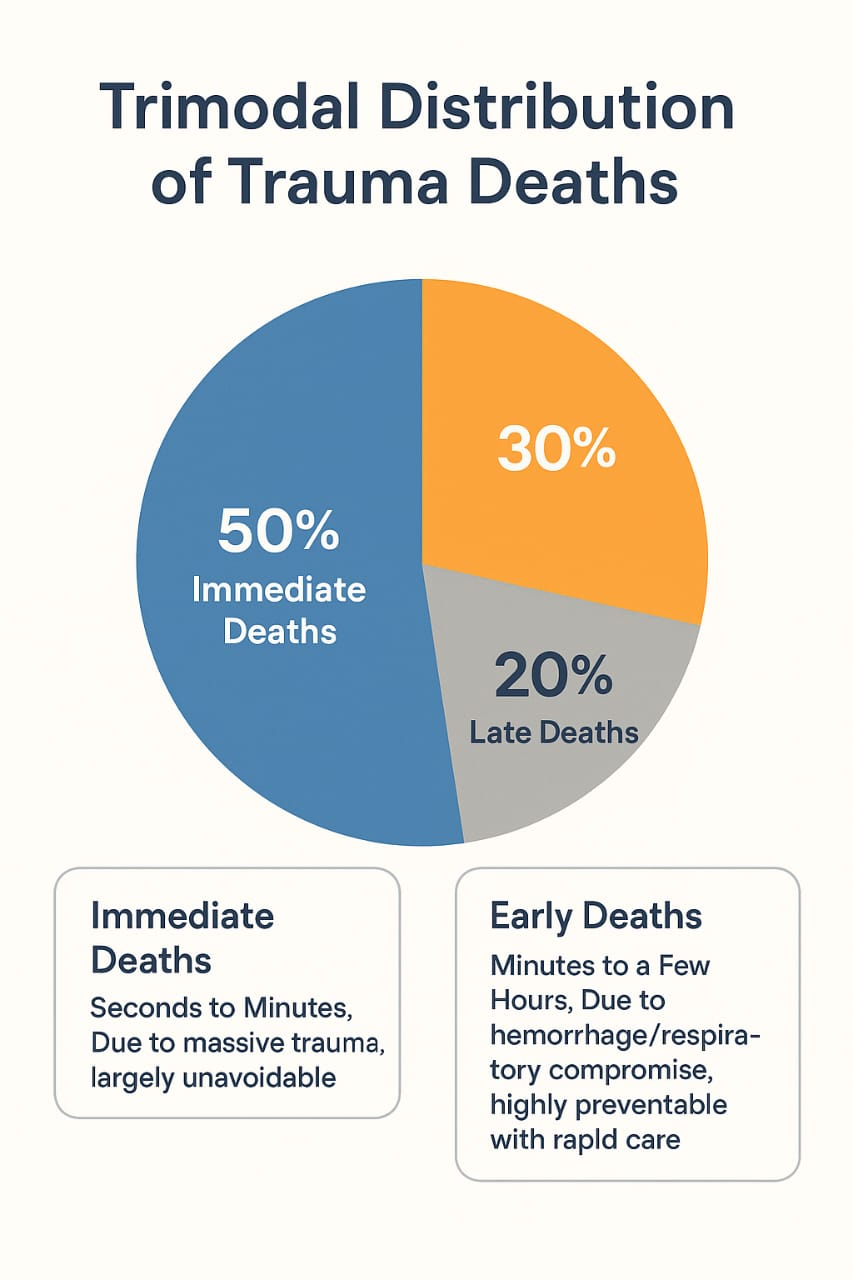 Trimodal Distribution
of Trauma Deaths
30%
50%
Immediate
Deaths
20%
Late Deaths
Immediate
Deaths
Seconds to Minutes,
Due to massive trauma,
largely unavoidable
Early Deaths
Minutes to a Few
Hours, Due to
hemorrhage/respira-
tory compromise,
highly preventable
with rapld care